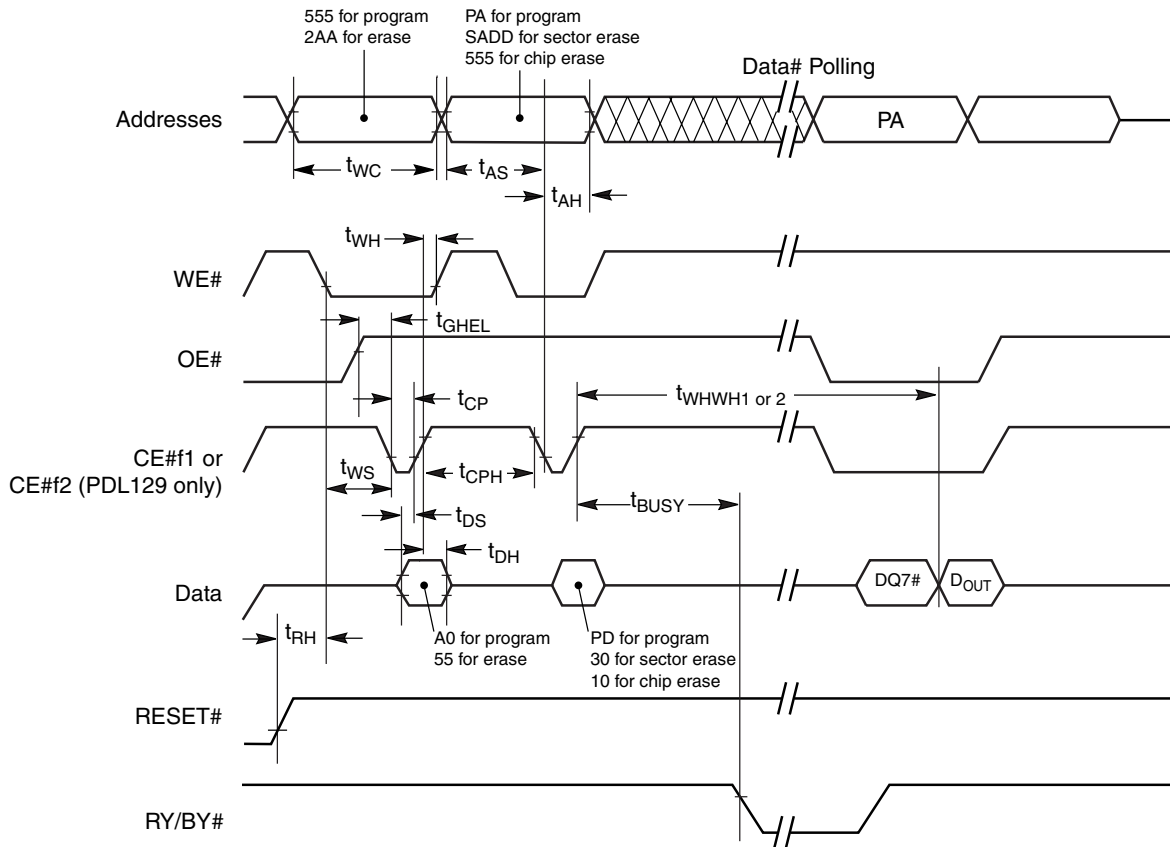 555 for program
2AA for erase
PA for program
SADD for sector erase
555 for chip erase
Data# Polling
Addresses
PA
tWC
tAS
tAH
tWH
WE#
tGHEL
OE#
tCP
tWHWH1 or 2
CE#f1 or
CE#f2 (PDL129 only)
tWS
tCPH
tBUSY
tDS
tDH
Data
DQ7#
DOUT
tRH
A0 for program
55 for erase
PD for program
30 for sector erase
10 for chip erase
RESET#
RY/BY#